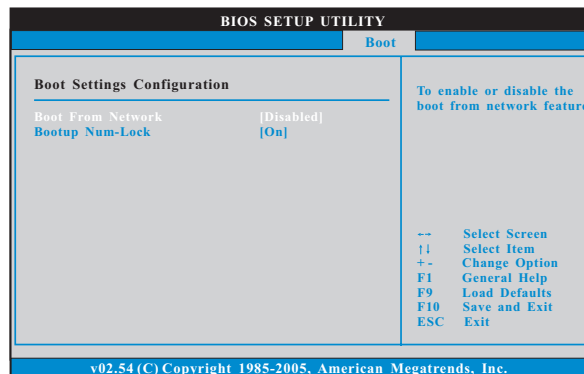 BIOS SETUP UTILITY
Boot
Boot Settings Configuration
Boot From Network [Disabled]
Bootup Num-Lock [On]
To enable or disable the
boot from network feature
←→ Select Screen
↑↓ Select Item
+ - Change Option
F1 General Help
F9 Load Defaults
F10 Save and Exit
ESC Exit
v02.54 (C) Copyright 1985-2005, American Megatrends, Inc.